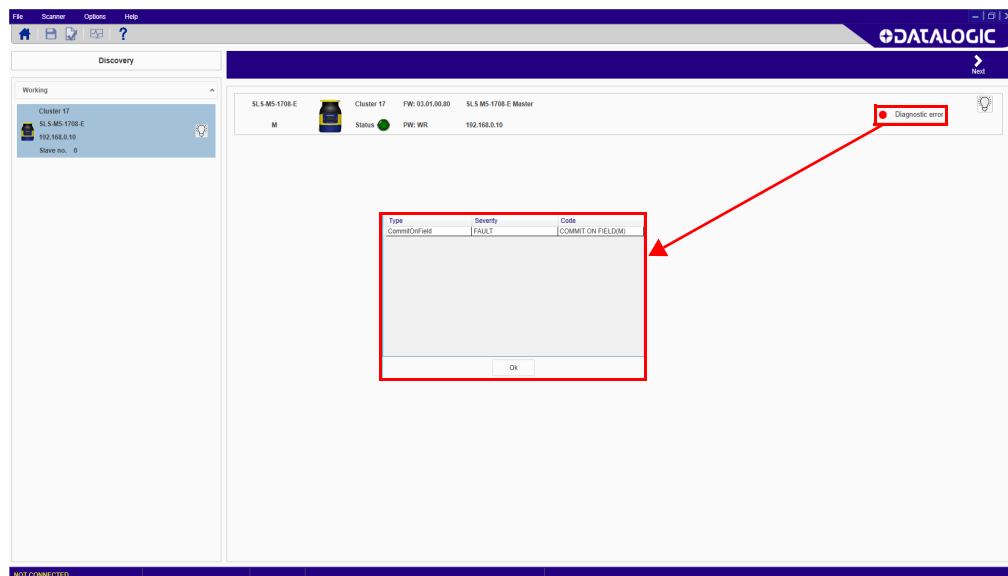 File Scanner Options Help
DATALOGIC
Discovery
Next
Working
Cluster 17
SLS-M5-1708-E
192.168.0.10
Slave no. 0
SLS-M5-1708-E Cluster 17 FW: 03.01.00.80 SLS M5-1708-E Master
M Status PW: WR 192.168.0.10
Diagnostic error
Type Severity Code
CommitOnField FAULT COMMIT ON FIELD(M)
Ok
NOT CONNECTED